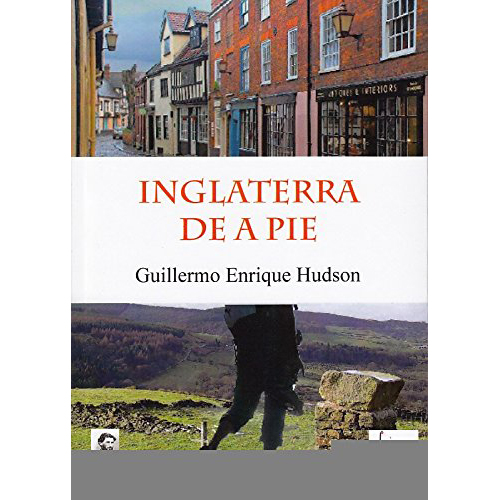 ANTIQUES & INTERIORS
INGLATERRA
DE A PIE
Guillermo Enrique Hudson